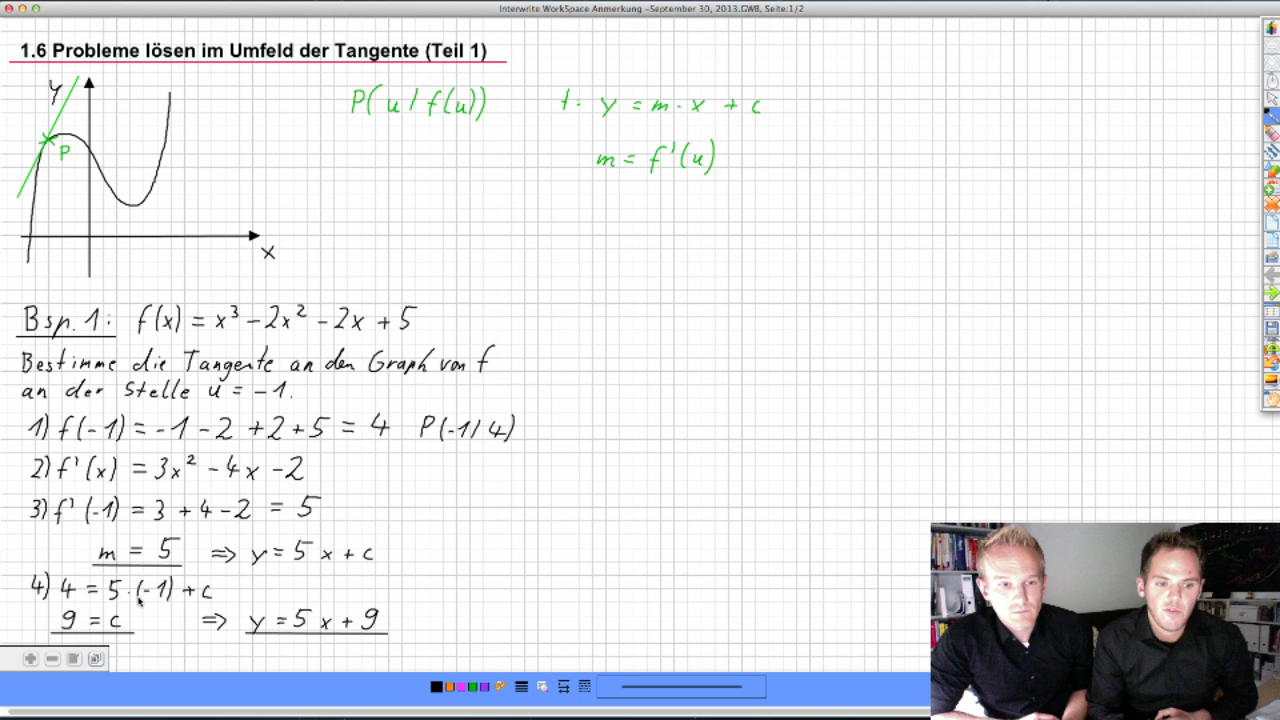 Interwrite WorkSpace Anmerkung -September 30, 2013.GWB, Seite:1/2
1.6 Probleme lösen im Umfeld der Tangente (Teil 1)
y
P
x
P(u/f(u))
t: y = m · x + c
m = f'(u)
Bsp. 1: f(x) = x³ - 2x² - 2x + 5
Bestimme die Tangente an den Graph von f
an der Stelle u = -1.
1) f(-1) = -1 - 2 + 2 + 5 = 4 P(-1/4)
2) f'(x) = 3x² - 4x - 2
3) f'(-1) = 3 + 4 - 2 = 5
m = 5 ⇒ y = 5x + c
4) 4 = 5 · (-1) + c
9 = c ⇒ y = 5x + 9